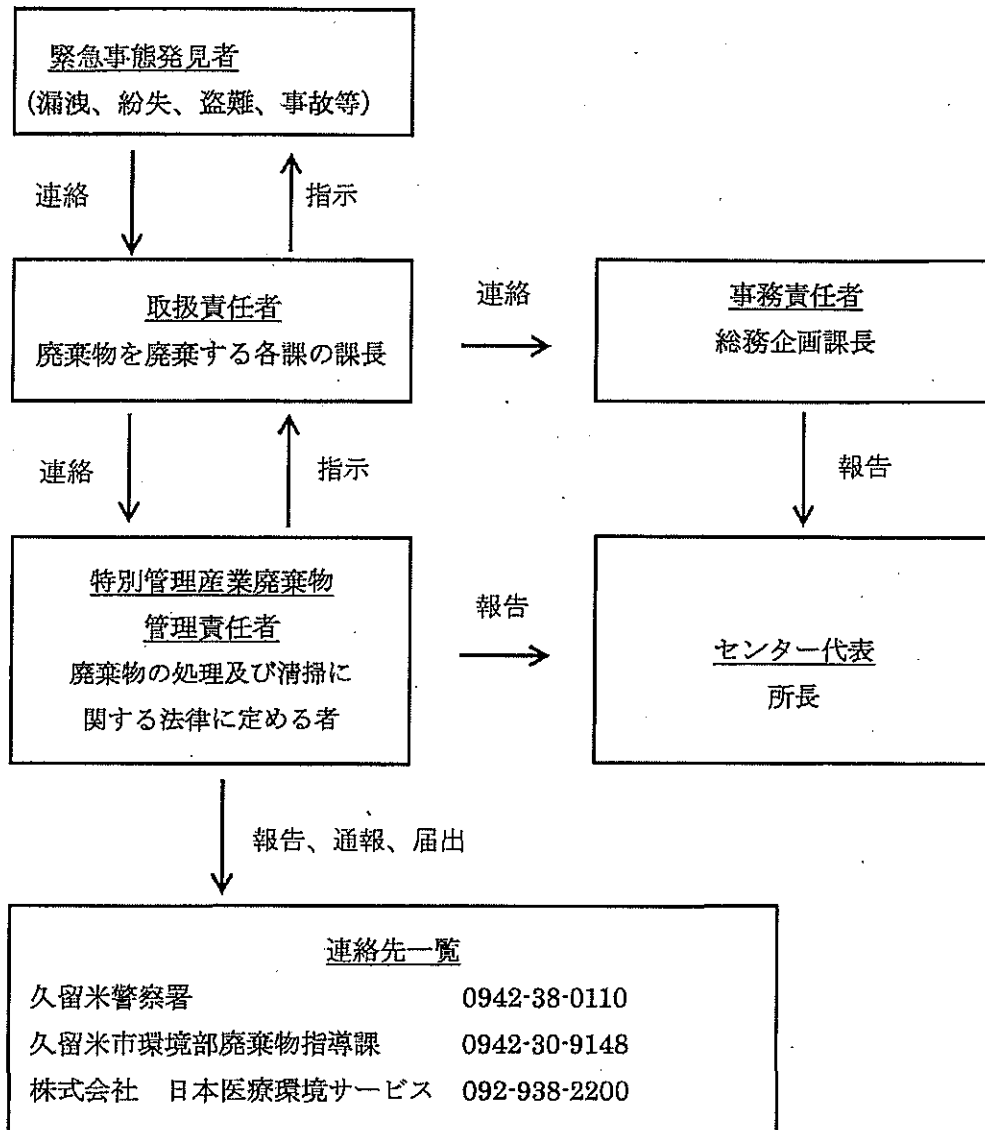 緊急事態発見者
(漏洩、紛失、盗難、事故等)
連絡
指示
取扱責任者
廃棄物を廃棄する各課の課長
連絡
事務責任者
総務企画課長
連絡
指示
報告
特別管理産業廃棄物
管理責任者
廃棄物の処理及び清掃に
関する法律に定める者
報告
センター代表
所長
報告、通報、届出
連絡先一覧
久留米警察署 0942-38-0110
久留米市環境部廃棄物指導課 0942-30-9148
株式会社 日本医療環境サービス 092-938-2200